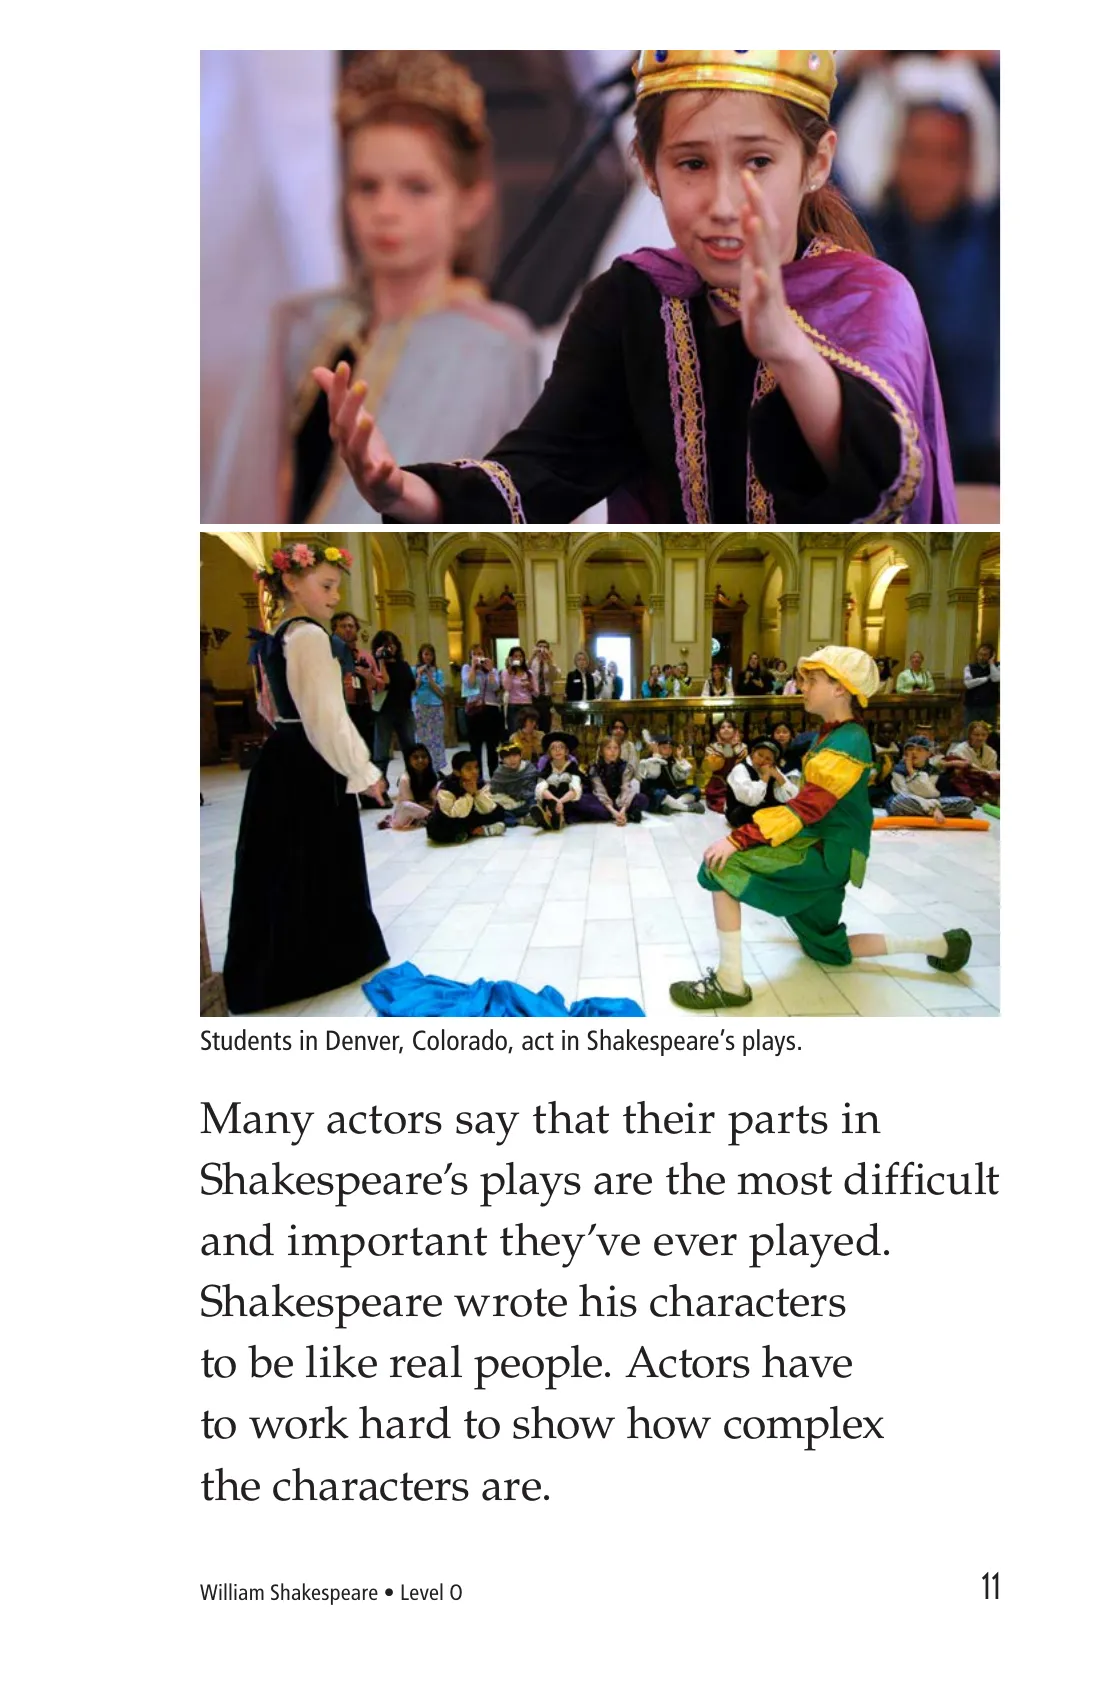 Students in Denver, Colorado, act in Shakespeare’s plays.
Many actors say that their parts in
Shakespeare’s plays are the most difficult
and important they’ve ever played.
Shakespeare wrote his characters
to be like real people. Actors have
to work hard to show how complex
the characters are.
William Shakespeare • Level O
11